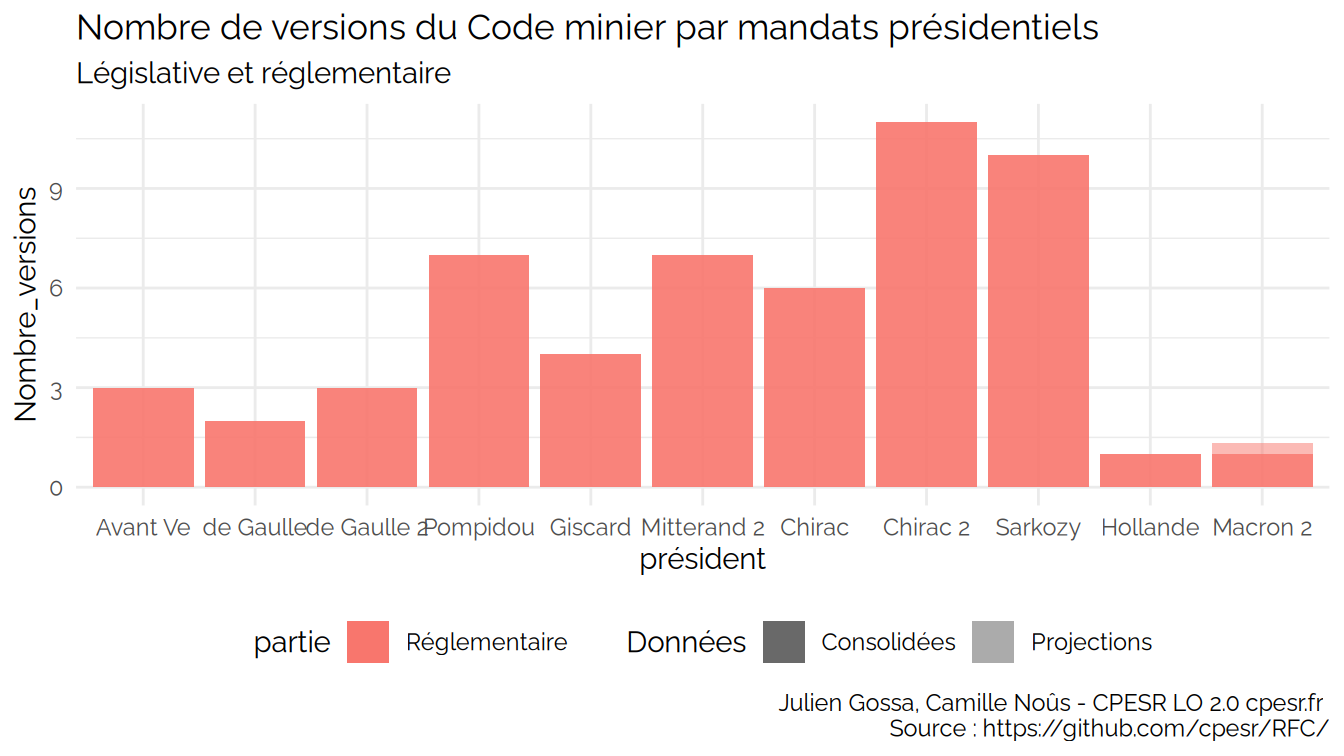 Nombre de versions du Code minier par mandats présidentiels
Législative et réglementaire
Nombre_versions
9
6
3
0
Avant Ve de Gaulle de Gaulle 2 Pompidou Giscard Mitterand 2 Chirac Chirac 2 Sarkozy Hollande Macron 2
président
partie Réglementaire Données Consolidées Projections
Julien Gossa, Camille Noûs - CPESR LO 2.0 cpesr.fr
Source : https://github.com/cpesr/RFC/